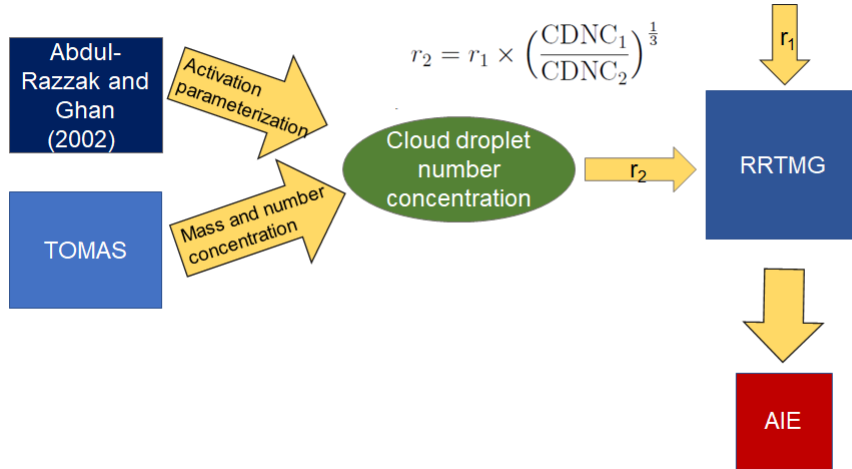 Abdul-
Razzak and
Ghan
(2002)
Activation
parameterization
r₂ = r₁ × (CDNC₁/CDNC₂)^{1/3}
r₁
Cloud droplet
number
concentration
r₂
RRTMG
TOMAS
Mass and number
concentration
AIE